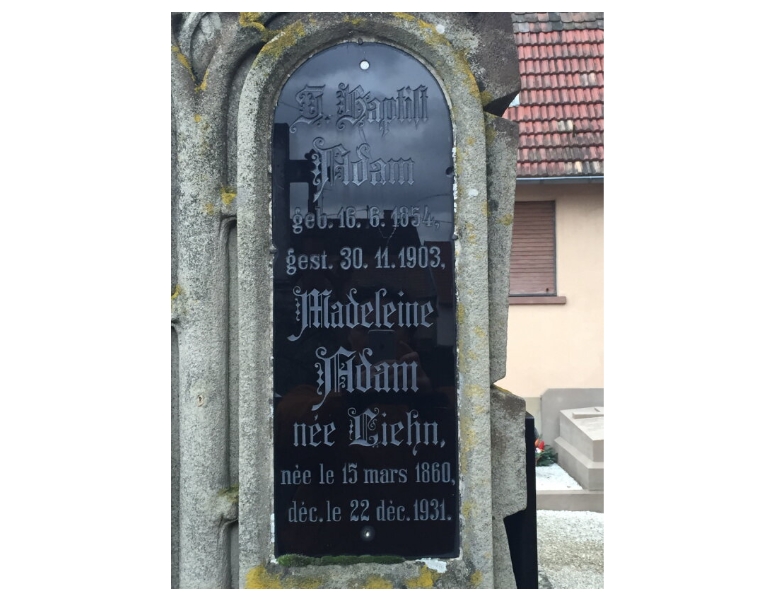 J. Baptist
Adam
geb. 16. 6. 1854,
gest. 30. 11. 1903,
Madeleine
Adam
née Liehn,
née le 15 mars 1860,
déc. le 22 déc. 1931.